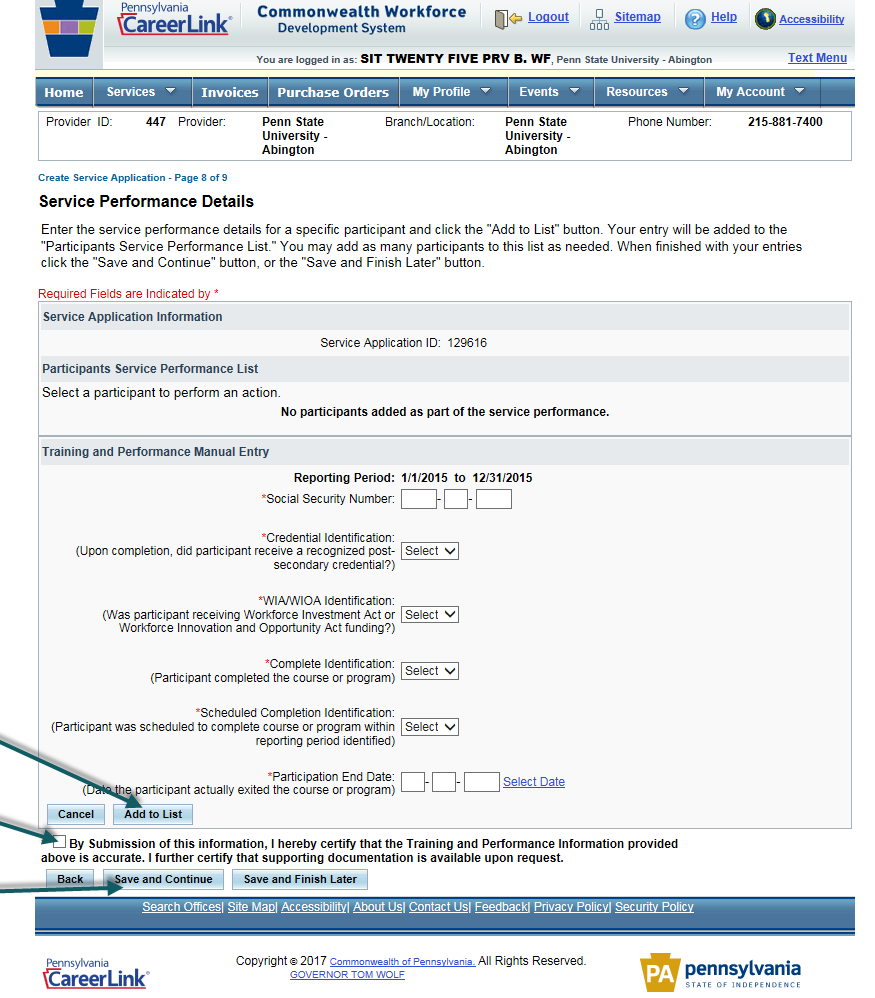 Pennsylvania
CareerLink®
Commonwealth Workforce
Development System
Logout
Sitemap
Help
Accessibility
You are logged in as: SIT TWENTY FIVE PRV B. WF, Penn State University - Abington
Text Menu
Home Services Invoices Purchase Orders My Profile Events Resources My Account
Provider ID: 447 Provider: Penn State University - Abington Branch/Location: Penn State University - Abington Phone Number: 215-881-7400
Create Service Application - Page 8 of 9
Service Performance Details
Enter the service performance details for a specific participant and click the "Add to List" button. Your entry will be added to the
"Participants Service Performance List." You may add as many participants to this list as needed. When finished with your entries
click the "Save and Continue" button, or the "Save and Finish Later" button.
Required Fields are Indicated by *
Service Application Information
Service Application ID: 129616
Participants Service Performance List
Select a participant to perform an action.
No participants added as part of the service performance.
Training and Performance Manual Entry
Reporting Period: 1/1/2015 to 12/31/2015
*Social Security Number: - -
*Credential Identification:
(Upon completion, did participant receive a recognized post- Select
secondary credential?)
*WIA/WIOA Identification:
(Was participant receiving Workforce Investment Act or Select
Workforce Innovation and Opportunity Act funding?)
*Complete Identification:
(Participant completed the course or program) Select
*Scheduled Completion Identification:
(Participant was scheduled to complete course or program within Select
reporting period identified)
*Participation End Date: - - Select Date
(Date the participant actually exited the course or program)
Cancel Add to List
By Submission of this information, I hereby certify that the Training and Performance Information provided
above is accurate. I further certify that supporting documentation is available upon request.
Back Save and Continue Save and Finish Later
Search Offices| Site Map| Accessibility| About Us| Contact Us| Feedback| Privacy Policy| Security Policy
Pennsylvania
CareerLink®
Copyright © 2017 Commonwealth of Pennsylvania. All Rights Reserved.
GOVERNOR TOM WOLF
PA pennsylvania
STATE OF INDEPENDENCE